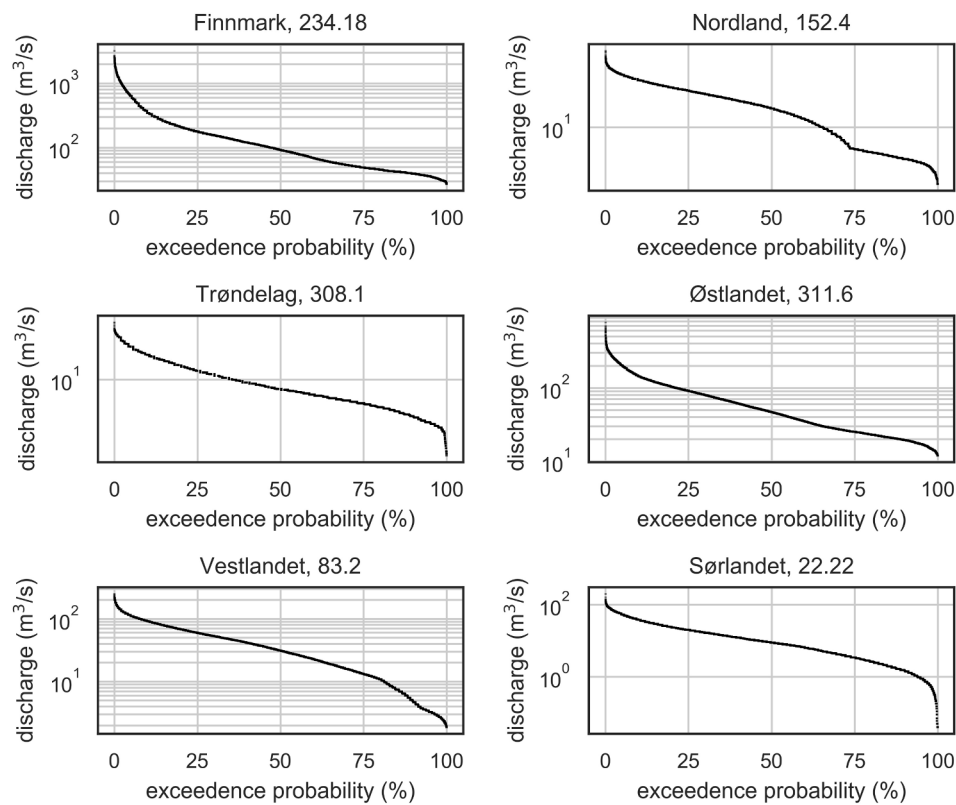 Finnmark, 234.18
discharge (m³/s)
10³
10²
0 25 50 75 100
exceedence probability (%)
Nordland, 152.4
discharge (m³/s)
10¹
0 25 50 75 100
exceedence probability (%)
Trøndelag, 308.1
discharge (m³/s)
10¹
0 25 50 75 100
exceedence probability (%)
Østlandet, 311.6
discharge (m³/s)
10²
10¹
0 25 50 75 100
exceedence probability (%)
Vestlandet, 83.2
discharge (m³/s)
10²
10¹
0 25 50 75 100
exceedence probability (%)
Sørlandet, 22.22
discharge (m³/s)
10²
10⁰
0 25 50 75 100
exceedence probability (%)